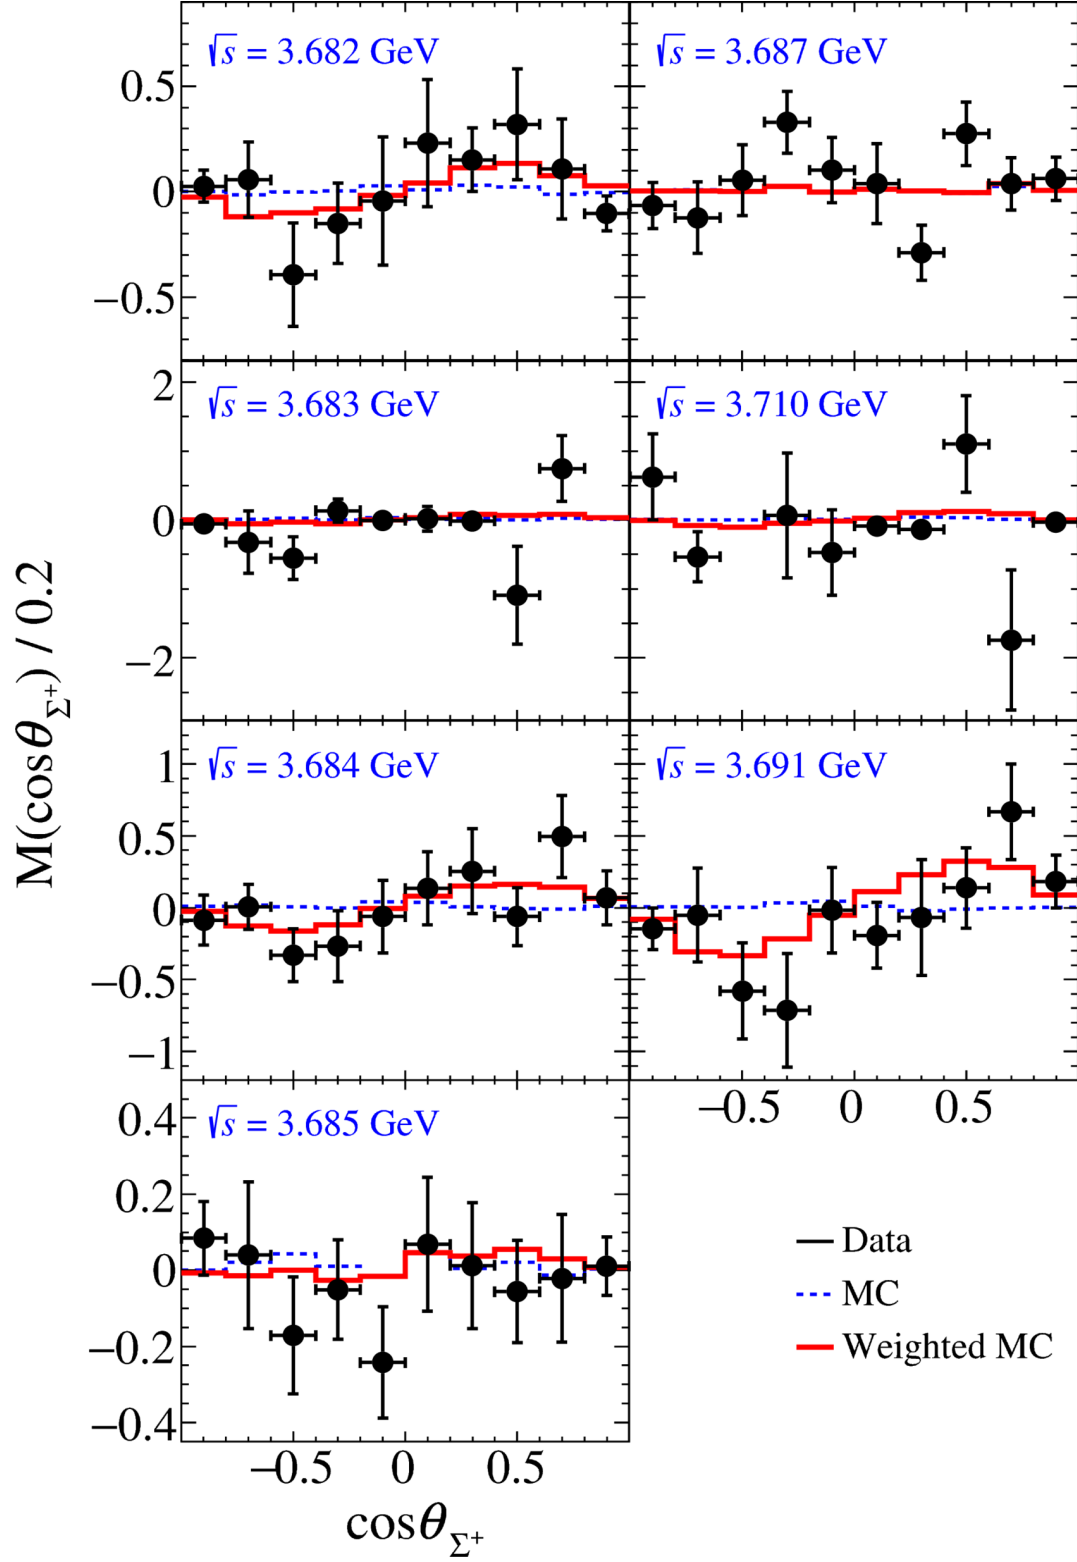 √s = 3.682 GeV
√s = 3.687 GeV
0.5
0
−0.5
√s = 3.683 GeV
√s = 3.710 GeV
2
0
−2
√s = 3.684 GeV
√s = 3.691 GeV
1
0.5
0
−0.5
−1
−0.5 0 0.5
√s = 3.685 GeV
0.4
0.2
0
−0.2
−0.4
−0.5 0 0.5
M(cosθΣ+) / 0.2
cosθΣ+
Data
MC
Weighted MC